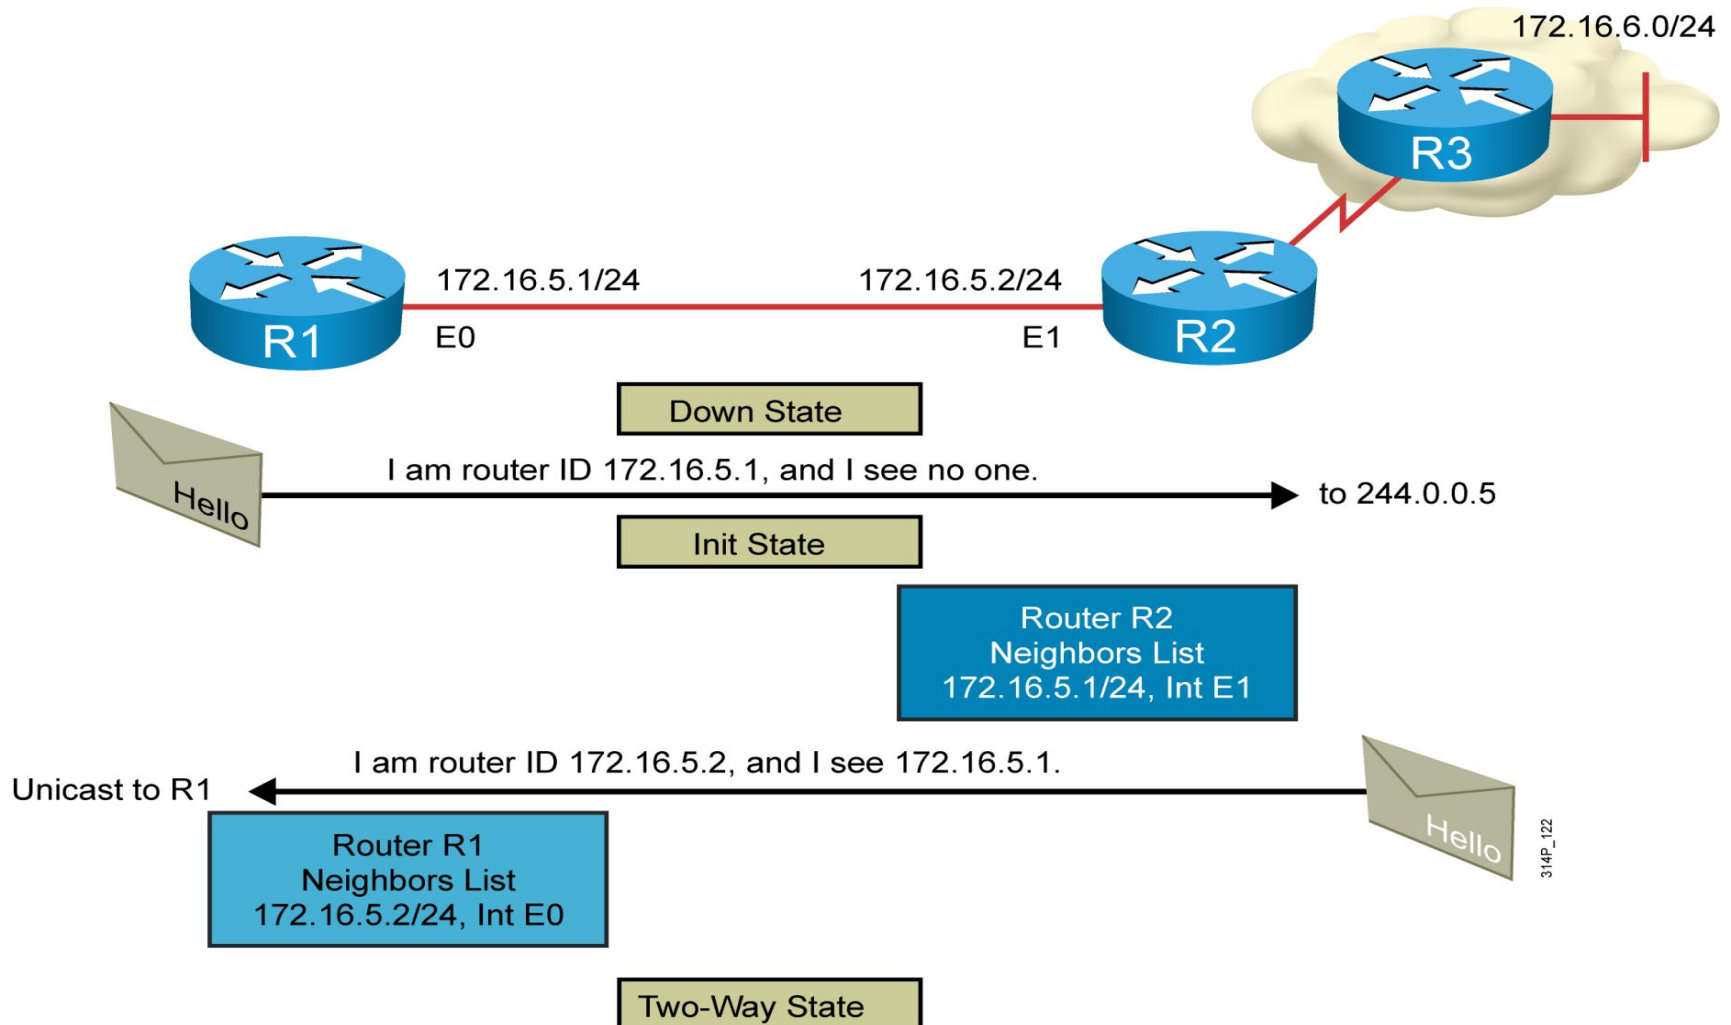 172.16.6.0/24
R3
172.16.5.1/24
172.16.5.2/24
R1
E0
E1
R2
Down State
I am router ID 172.16.5.1, and I see no one.
Hello
to 244.0.0.5
Init State
Router R2
Neighbors List
172.16.5.1/24, Int E1
I am router ID 172.16.5.2, and I see 172.16.5.1.
Unicast to R1
Hello
314P_122
Router R1
Neighbors List
172.16.5.2/24, Int E0
Two-Way State